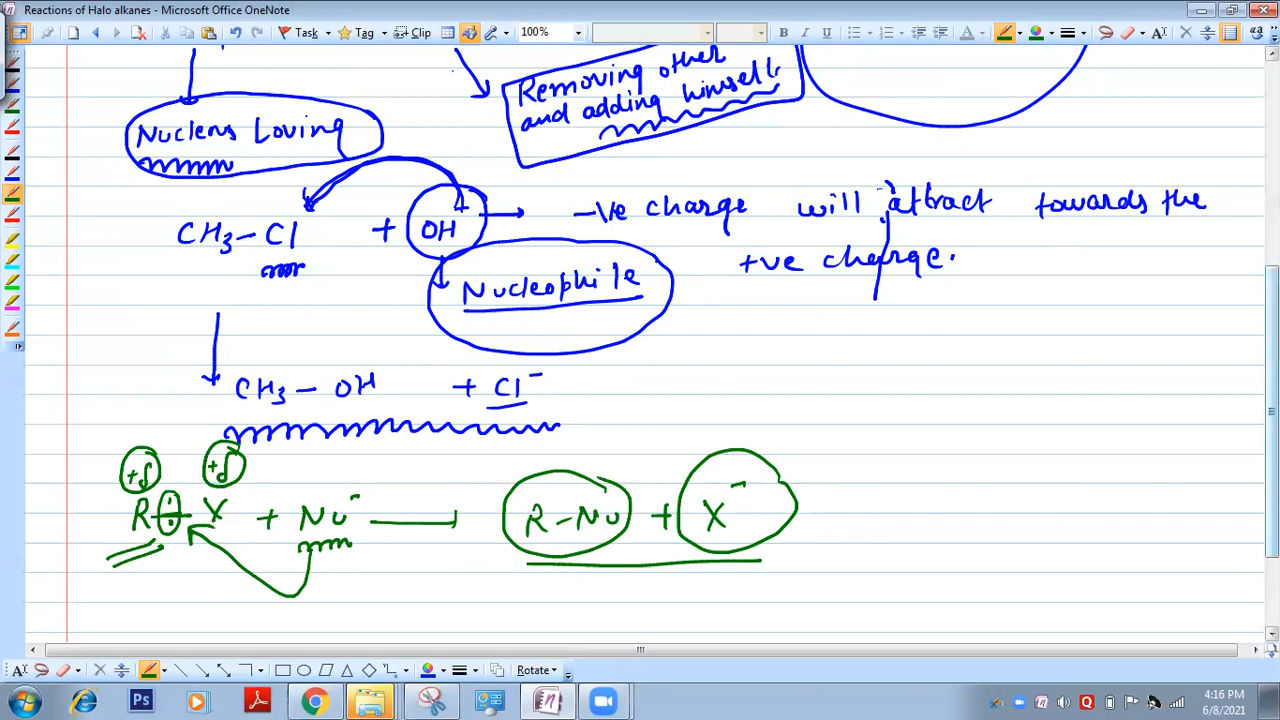 Reactions of Halo alkanes - Microsoft Office OneNote
Task
Tag
Clip
100%
B I U
Removing other
and adding himself
Nucleus Loving
CH3-Cl + OH → -ve charge will attract towards the
+ve charge.
Nucleophile
CH3-OH + Cl⁻
+δ +δ
R-X + Nu⁻ → R-Nu + X⁻
Rotate
Ps
4:16 PM
6/8/2021